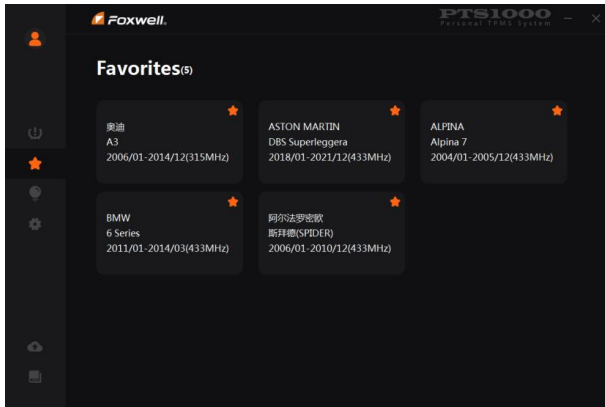 Foxwell®
PTS1000
Personal TPMS System
Favorites(5)
奥迪
A3
2006/01-2014/12(315MHz)
ASTON MARTIN
DBS Superleggera
2018/01-2021/12(433MHz)
ALPINA
Alpina 7
2004/01-2005/12(433MHz)
BMW
6 Series
2011/01-2014/03(433MHz)
阿尔法罗密欧
斯拜德(SPIDER)
2006/01-2010/12(433MHz)